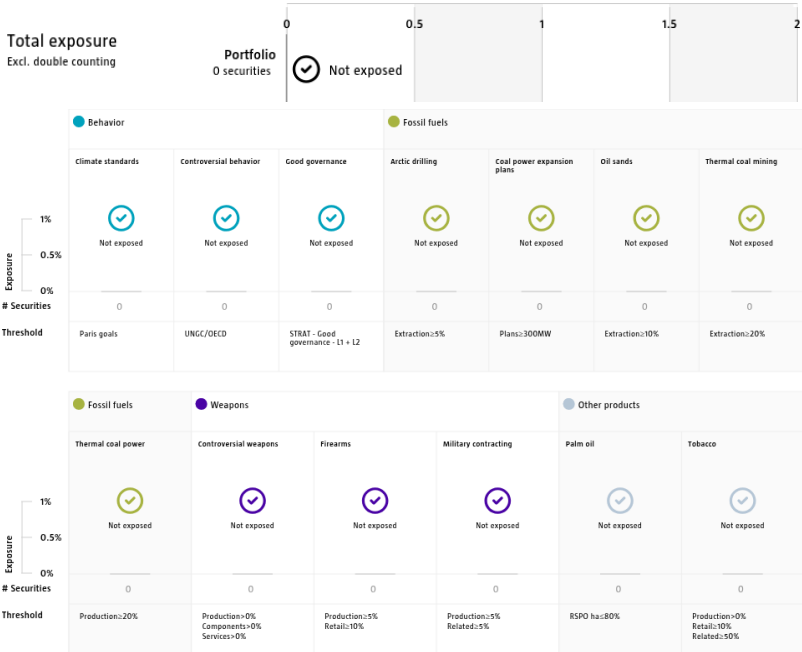 0 0.5 1 1.5 2
Total exposure
Excl. double counting
Portfolio
0 securities
Not exposed
Behavior Fossil fuels
Climate standards Controversial behavior Good governance Arctic drilling Coal power expansion plans Oil sands Thermal coal mining
Not exposed Not exposed Not exposed Not exposed Not exposed Not exposed Not exposed
Exposure
1%
0.5%
0%
# Securities 0 0 0 0 0 0 0
Threshold Paris goals UNGC/OECD STRAT - Good governance - L1 + L2 Extraction≥5% Plans≥300MW Extraction≥10% Extraction≥20%
Fossil fuels Weapons Other products
Thermal coal power Controversial weapons Firearms Military contracting Palm oil Tobacco
Not exposed Not exposed Not exposed Not exposed Not exposed Not exposed
Exposure
1%
0.5%
0%
# Securities 0 0 0 0 0 0
Threshold Production≥20% Production>0% Production≥5% Production≥5% RSPO ha≤80% Production>0%
Components>0% Retail≥10% Related≥5% Retail≥10%
Services>0% Related≥50%